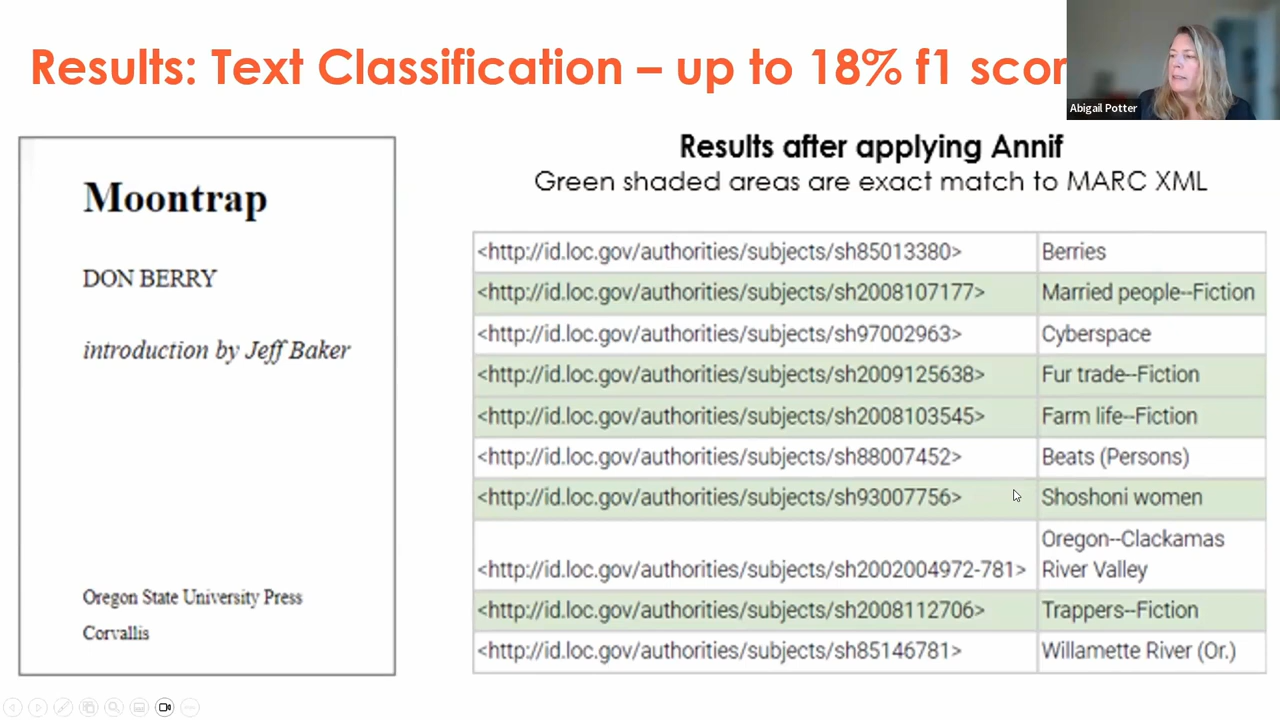 Results: Text Classification – up to 18% f1 scor
Abigail Potter
Moontrap
DON BERRY
introduction by Jeff Baker
Oregon State University Press
Corvallis
Results after applying Annif
Green shaded areas are exact match to MARC XML
<http://id.loc.gov/authorities/subjects/sh85013380> Berries
<http://id.loc.gov/authorities/subjects/sh2008107177> Married people--Fiction
<http://id.loc.gov/authorities/subjects/sh97002963> Cyberspace
<http://id.loc.gov/authorities/subjects/sh2009125638> Fur trade--Fiction
<http://id.loc.gov/authorities/subjects/sh2008103545> Farm life--Fiction
<http://id.loc.gov/authorities/subjects/sh88007452> Beats (Persons)
<http://id.loc.gov/authorities/subjects/sh93007756> Shoshoni women
Oregon--Clackamas
<http://id.loc.gov/authorities/subjects/sh2002004972-781> River Valley
<http://id.loc.gov/authorities/subjects/sh2008112706> Trappers--Fiction
<http://id.loc.gov/authorities/subjects/sh85146781> Willamette River (Or.)